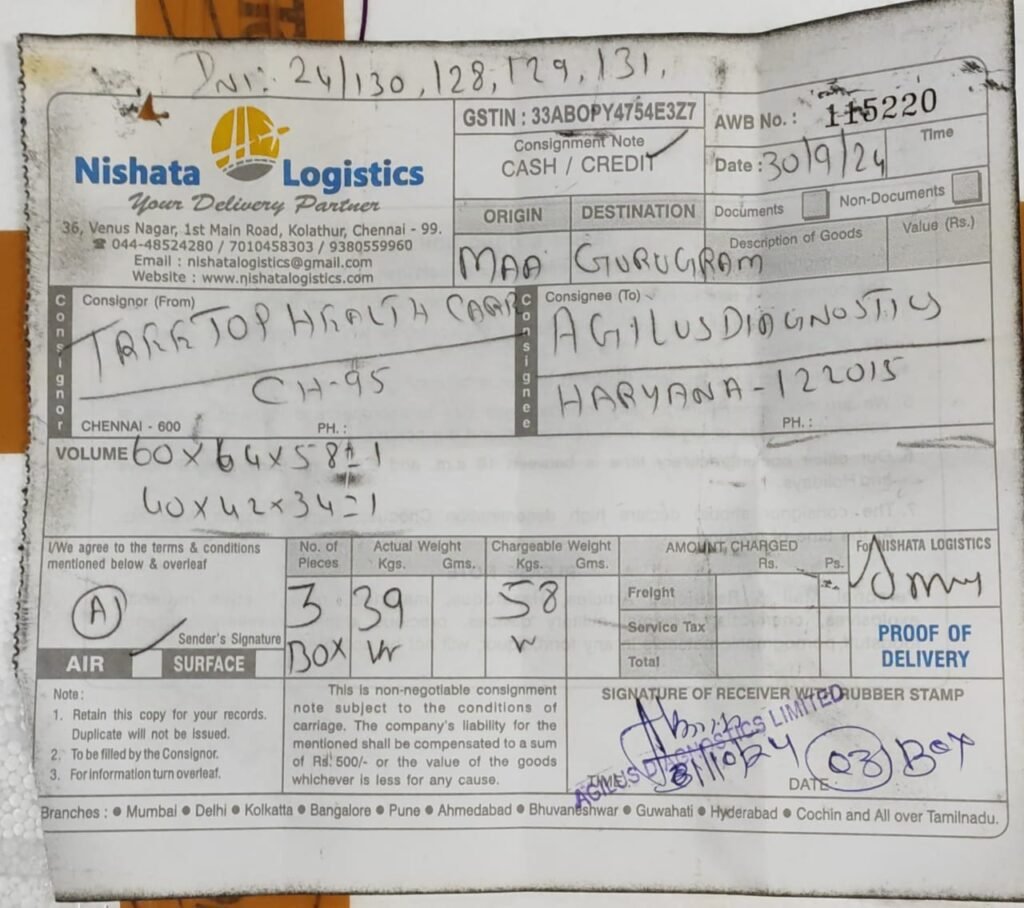 DN: 24/130, 128, 129, 131,
Nishata Logistics
Your Delivery Partner
36, Venus Nagar, 1st Main Road, Kolathur, Chennai - 99.
☎ 044-48524280 / 7010458303 / 9380559960
Email : nishatalogistics@gmail.com
Website : www.nishatalogistics.com
GSTIN : 33ABOPY4754E3Z7
Consignment Note
CASH / CREDIT
AWB No. : 115220
Date : 30/9/24
Time
Documents
Non-Documents
ORIGIN
DESTINATION
Description of Goods
Value (Rs.)
MAA
GURUGRAM
Consignor
Consignor (From)
TREE TOP HEALTH CARE
CH-95
CHENNAI - 600
PH. :
Consignee
Consignee (To)
AGILUS DIAGNOSTICS
HARYANA - 122015
PH. :
VOLUME 60 x 64 x 58 = 1
40 x 42 x 34 = 1
I/We agree to the terms & conditions
mentioned below & overleaf
A
Sender's Signature
AIR
SURFACE
No. of
Pieces
3
BOX
Actual Weight
Kgs. Gms.
39
Chargeable Weight
Kgs. Gms.
58
AMOUNT CHARGED
Rs. Ps.
Freight
Service Tax
Total
For NISHATA LOGISTICS
PROOF OF
DELIVERY
Note :
1. Retain this copy for your records.
Duplicate will not be issued.
2. To be filled by the Consignor.
3. For information turn overleaf.
This is non-negotiable consignment
note subject to the conditions of
carriage. The company's liability for the
mentioned shall be compensated to a sum
of Rs. 500/- or the value of the goods
whichever is less for any cause.
SIGNATURE OF RECEIVER WITH RUBBER STAMP
AGILUS DIAGNOSTICS LIMITED
03 Box
TIME
DATE :
Branches : ● Mumbai ● Delhi ● Kolkatta ● Bangalore ● Pune ● Ahmedabad ● Bhuvaneshwar ● Guwahati ● Hyderabad ● Cochin and All over Tamilnadu.